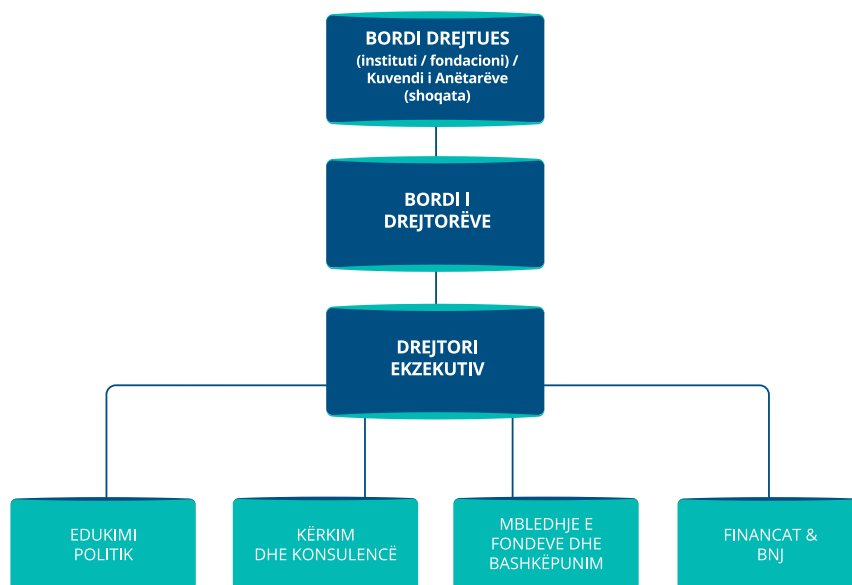 BORDI DREJTUES
(instituti / fondacioni) /
Kuvendi i Anëtarëve
(shoqata)
BORDI I
DREJTORËVE
DREJTORI
EKZEKUTIV
EDUKIMI
POLITIK
KËRKIM
DHE KONSULENCË
MBLEDHJE E
FONDEVE DHE
BASHKËPUNIM
FINANCAT &
BNJ